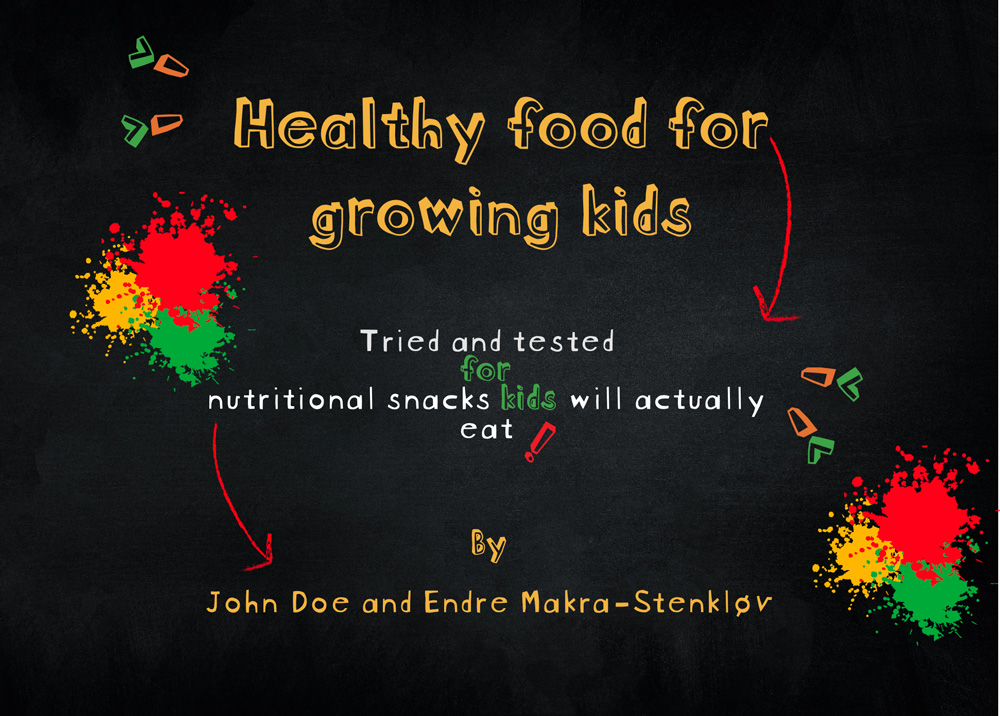 Healthy food for
growing kids
Tried and tested
for
nutritional snacks kids will actually
eat !
By
John Doe and Endre Makra-Stenkløv